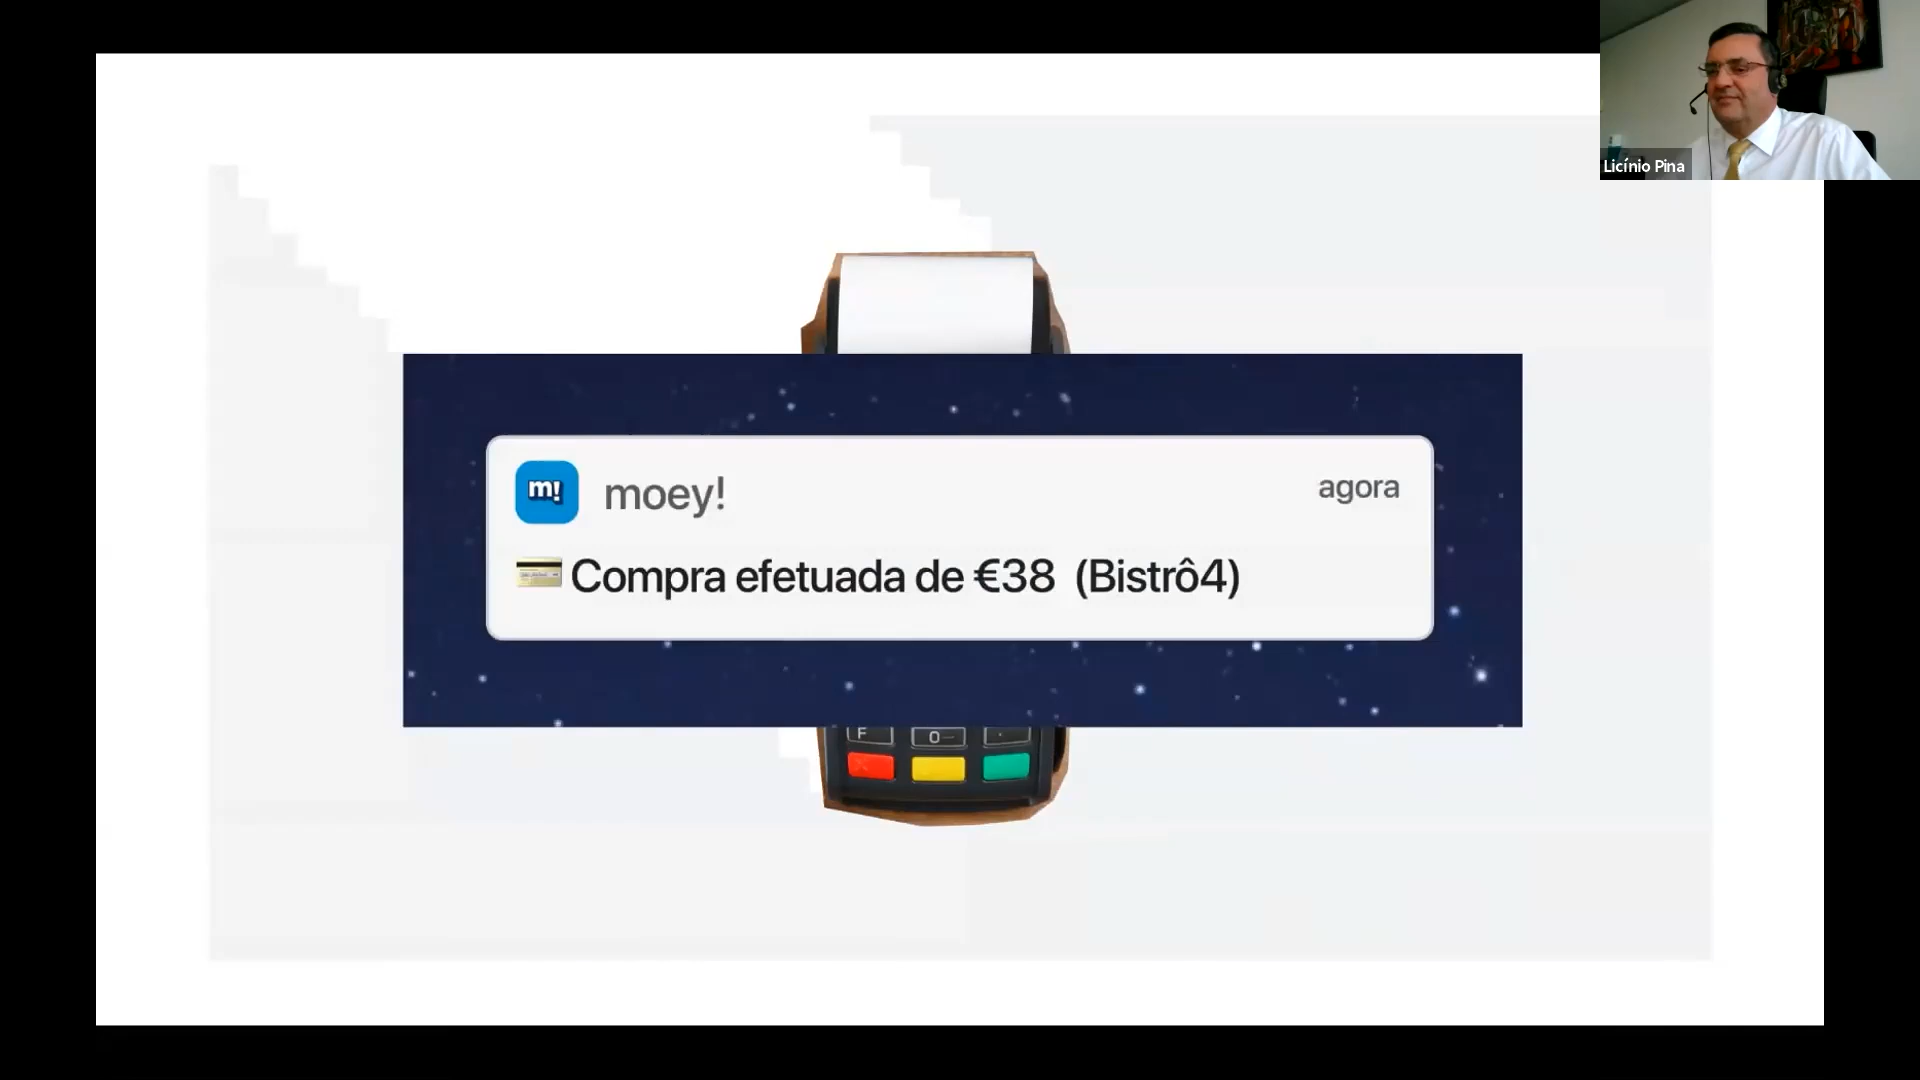 Licínio Pina
m!
moey!
agora
Compra efetuada de €38 (Bistrô4)
F
0